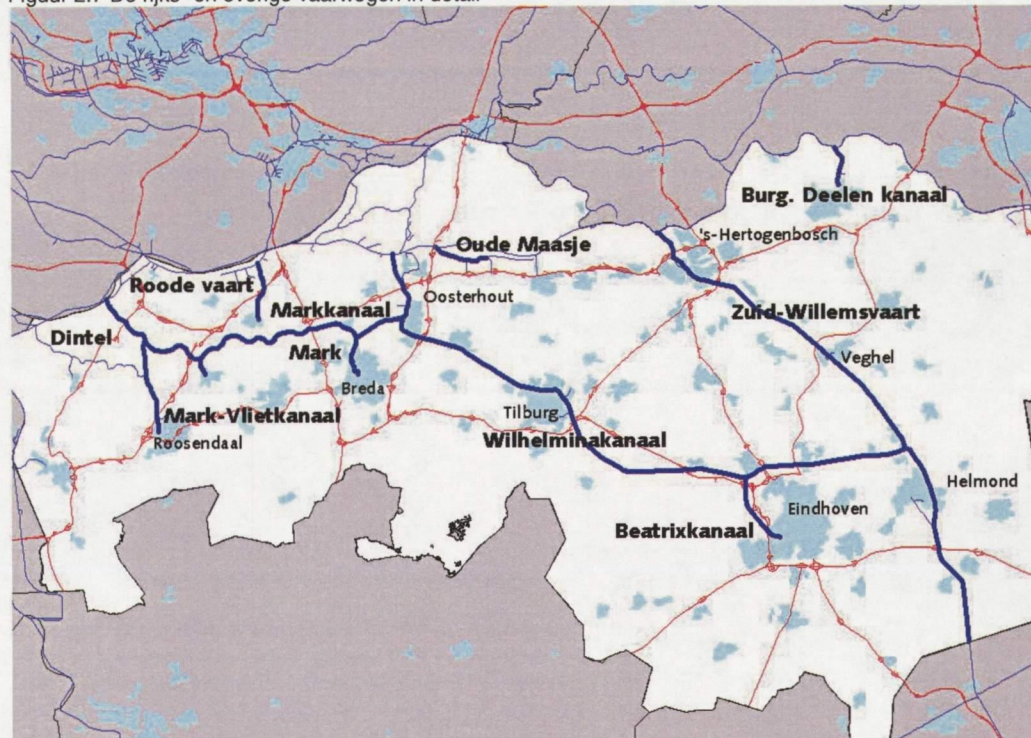 Burg. Deelen kanaal
's-Hertogenbosch
Oude Maasje
Roode vaart
Markkanaal
Oosterhout
Zuid-Willemsvaart
Dintel
Mark
Veghel
Breda
Mark-Vlietkanaal
Tilburg
Roosendaal
Wilhelminakanaal
Helmond
Eindhoven
Beatrixkanaal